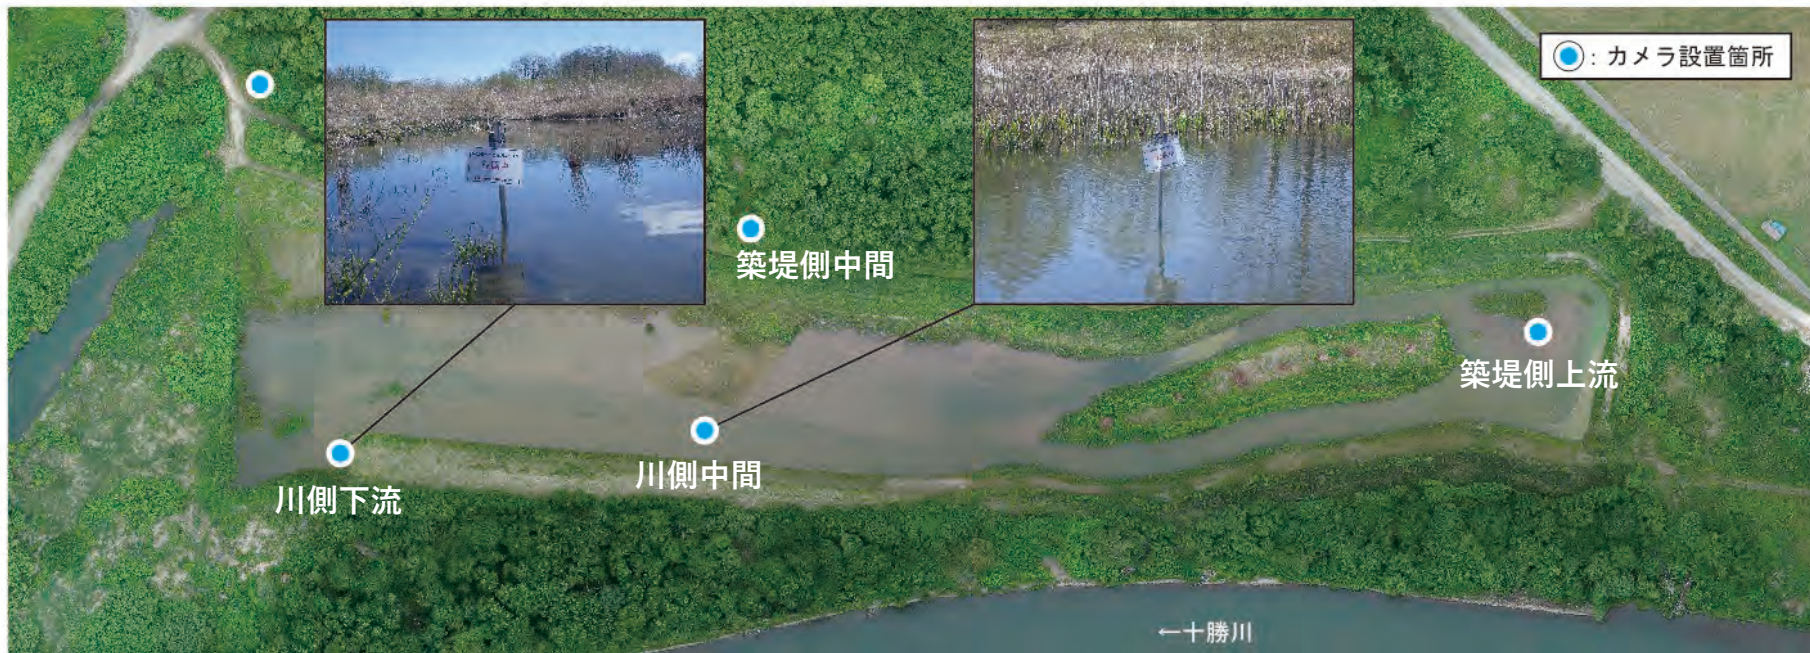 ：カメラ設置箇所
築堤側中間
築堤側上流
川側中間
川側下流
←十勝川